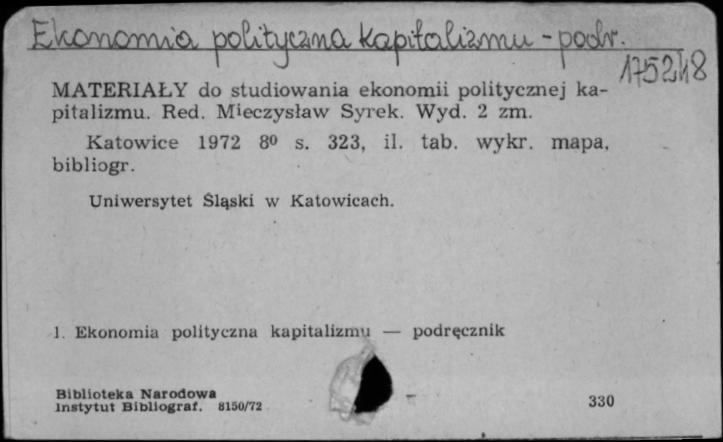 Ekonomia polityczna kapitalizmu - podr.
175218
MATERIAŁY do studiowania ekonomii politycznej ka-
pitalizmu. Red. Mieczysław Syrek. Wyd. 2 zm.
Katowice 1972 8⁰ s. 323, il. tab. wykr. mapa,
bibliogr.
Uniwersytet Śląski w Katowicach.
1. Ekonomia polityczna kapitalizmu — podręcznik
Biblioteka Narodowa
Instytut Bibliograf. 8150/72
330